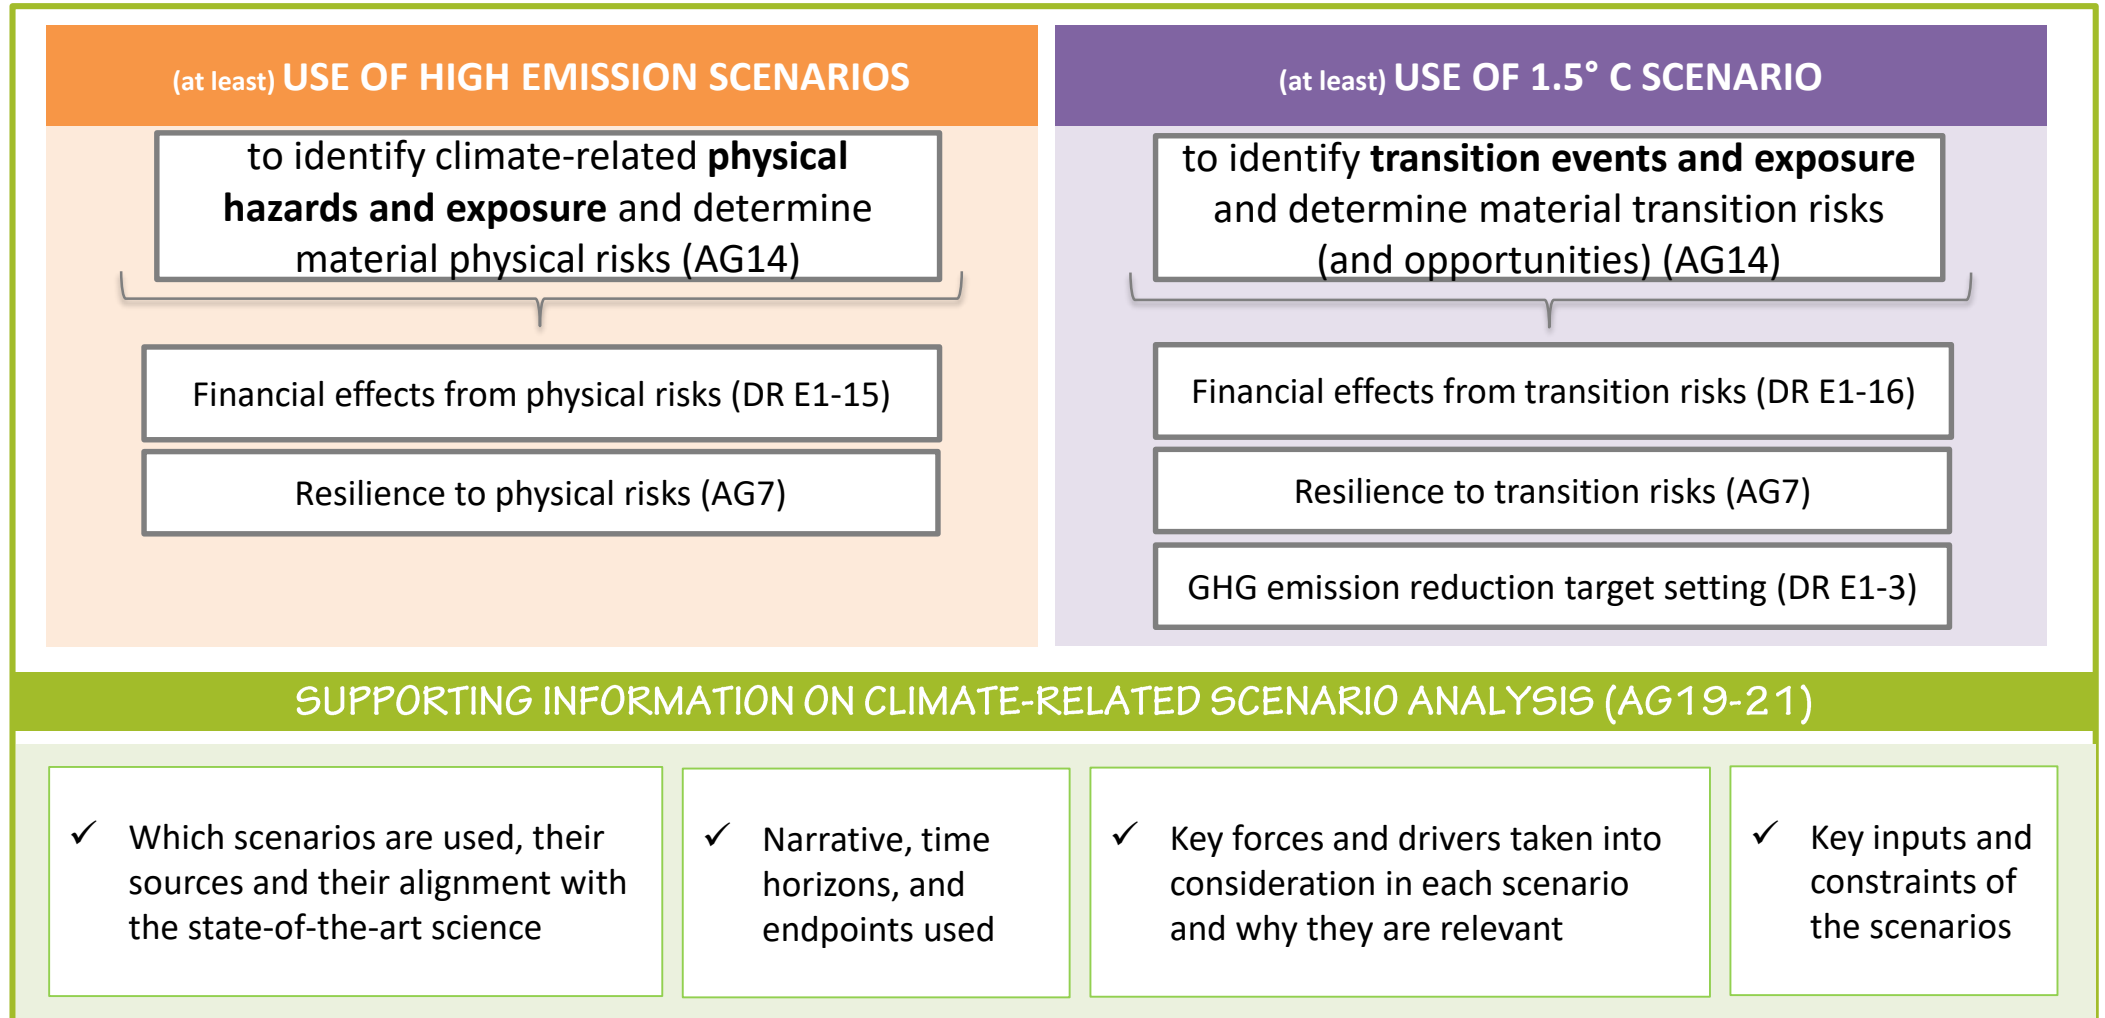 (at least) USE OF HIGH EMISSION SCENARIOS
to identify climate-related physical
hazards and exposure and determine
material physical risks (AG14)
Financial effects from physical risks (DR E1-15)
Resilience to physical risks (AG7)
(at least) USE OF 1.5° C SCENARIO
to identify transition events and exposure
and determine material transition risks
(and opportunities) (AG14)
Financial effects from transition risks (DR E1-16)
Resilience to transition risks (AG7)
GHG emission reduction target setting (DR E1-3)
SUPPORTING INFORMATION ON CLIMATE-RELATED SCENARIO ANALYSIS (AG19-21)
✓ Which scenarios are used, their
sources and their alignment with
the state-of-the-art science
✓ Narrative, time
horizons, and
endpoints used
✓ Key forces and drivers taken into
consideration in each scenario
and why they are relevant
✓ Key inputs and
constraints of
the scenarios